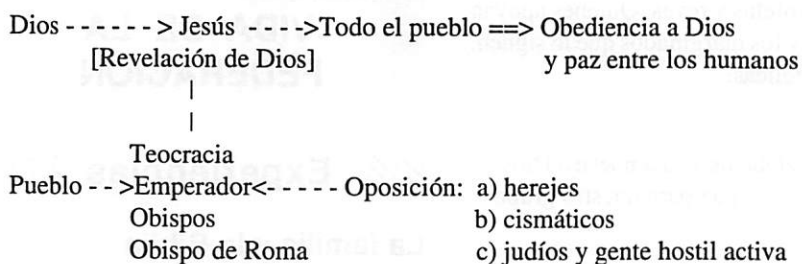 Dios - - - - - - -> Jesús - - - - - ->Todo el pueblo ==> Obediencia a Dios
[Revelación de Dios] y paz entre los humanos
|
|
Teocracia
Pueblo - - >Emperador<- - - - - Oposición: a) herejes
Obispos b) cismáticos
Obispo de Roma c) judíos y gente hostil activa